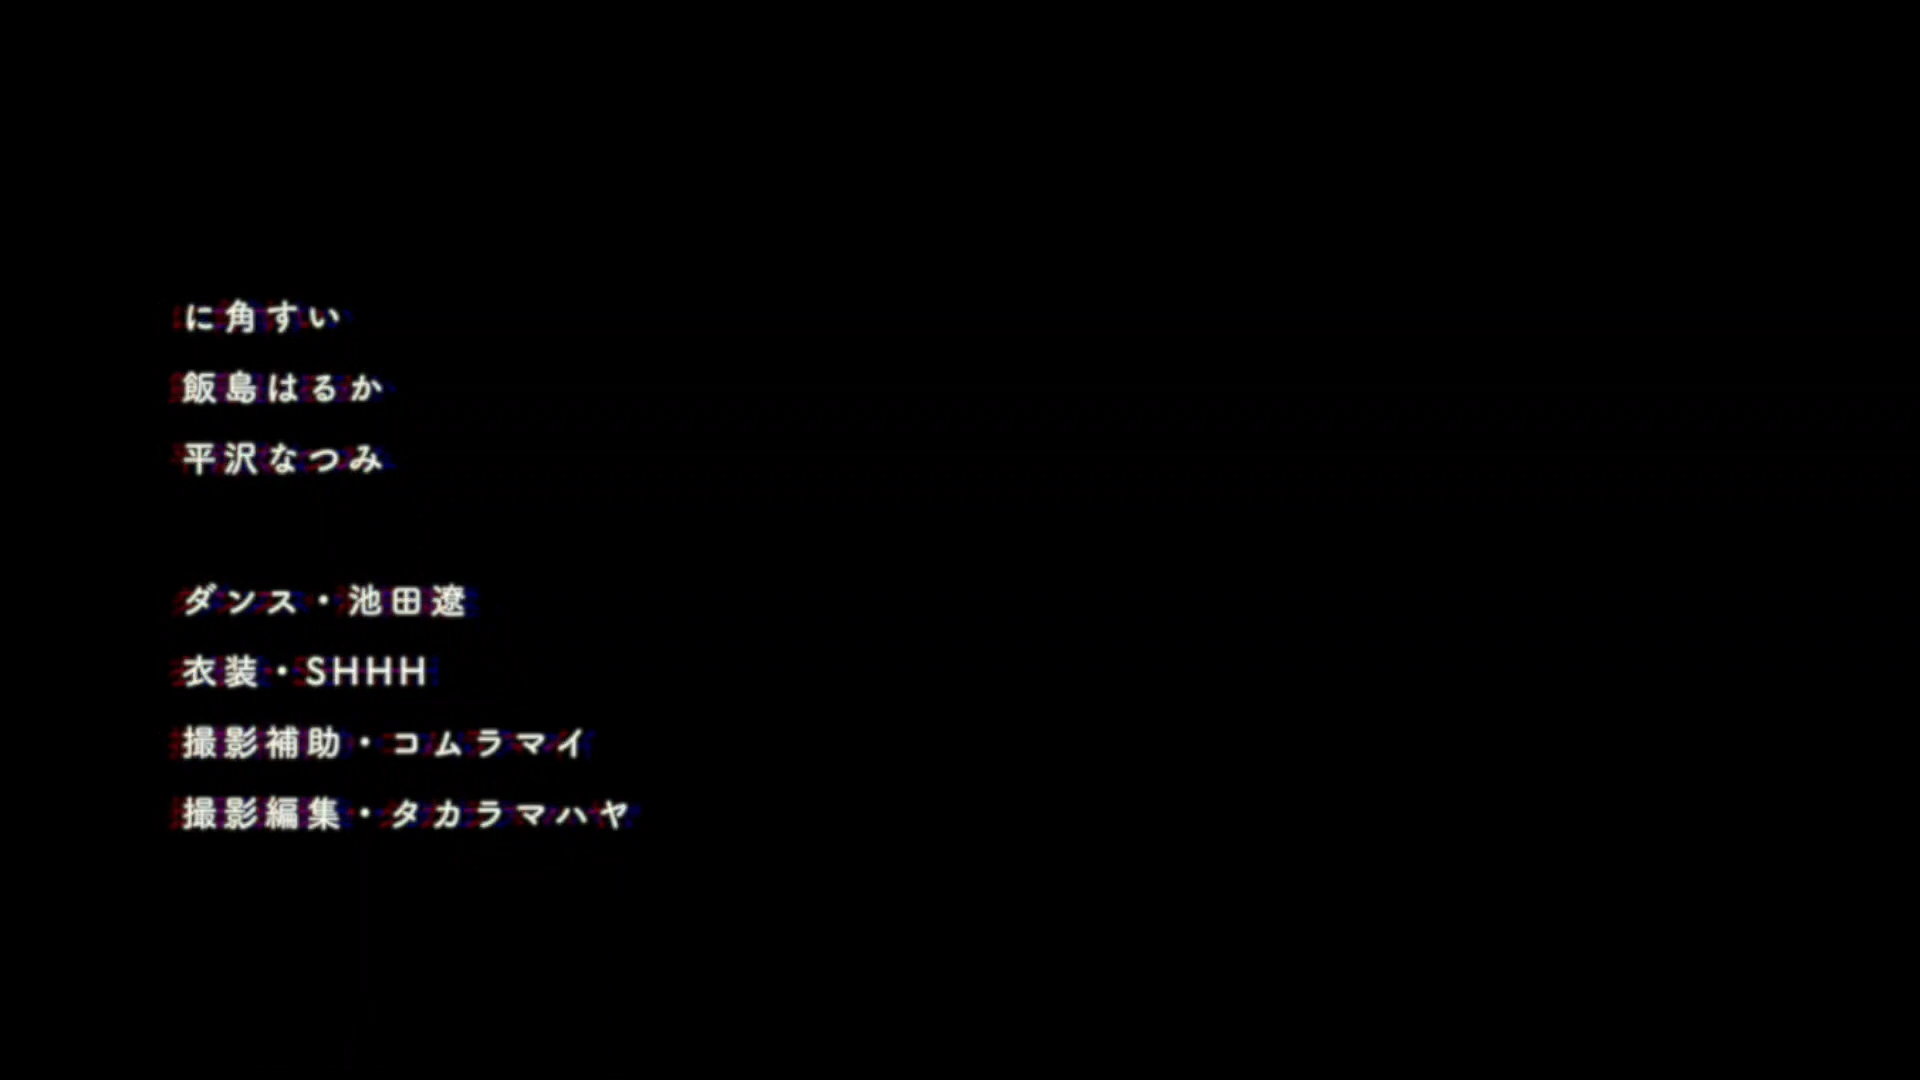 に角すい
飯島はるか
平沢なつみ
ダンス・池田遼
衣装・SHHH
撮影補助・コムラマイ
撮影編集・タカラマハヤ